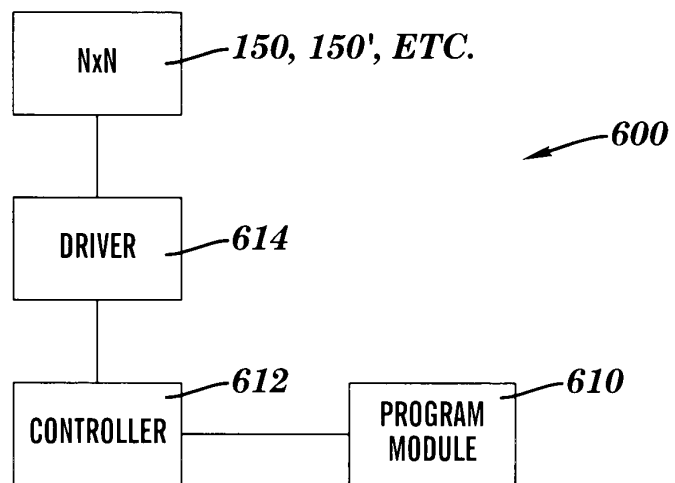 NxN
150, 150', ETC.
600
DRIVER
614
612
610
CONTROLLER
PROGRAM
MODULE